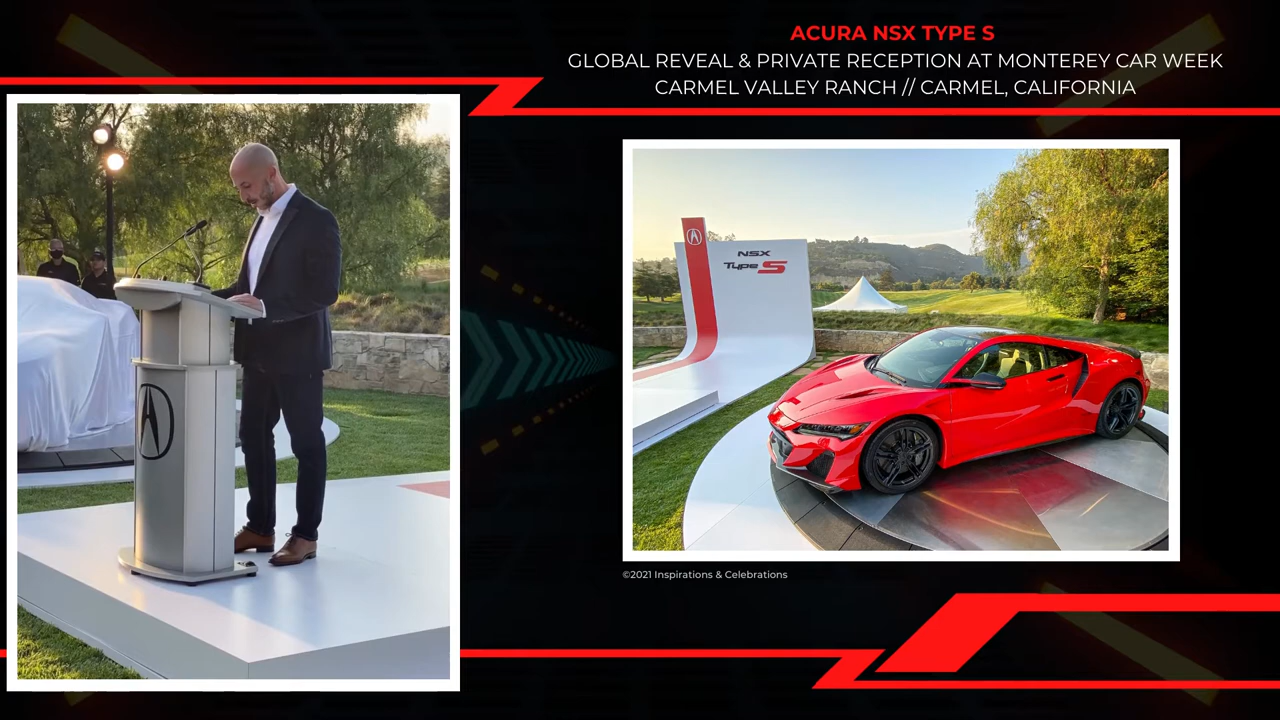 ACURA NSX TYPE S
GLOBAL REVEAL & PRIVATE RECEPTION AT MONTEREY CAR WEEK
CARMEL VALLEY RANCH // CARMEL, CALIFORNIA
NSX
Type S
©2021 Inspirations & Celebrations